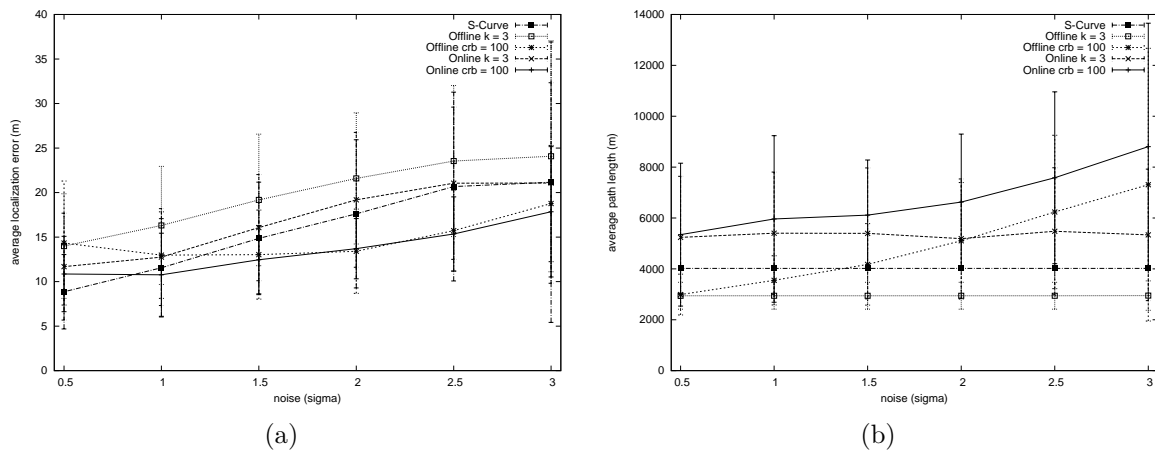 40
35
30
25
20
15
10
5
0
average localization error (m)
0.5 1 1.5 2 2.5 3
noise (sigma)
S-Curve
Offline k = 3
Offline crb = 100
Online k = 3
Online crb = 100
(a)
14000
12000
10000
8000
6000
4000
2000
0
average path length (m)
0.5 1 1.5 2 2.5 3
noise (sigma)
S-Curve
Offline k = 3
Offline crb = 100
Online k = 3
Online crb = 100
(b)